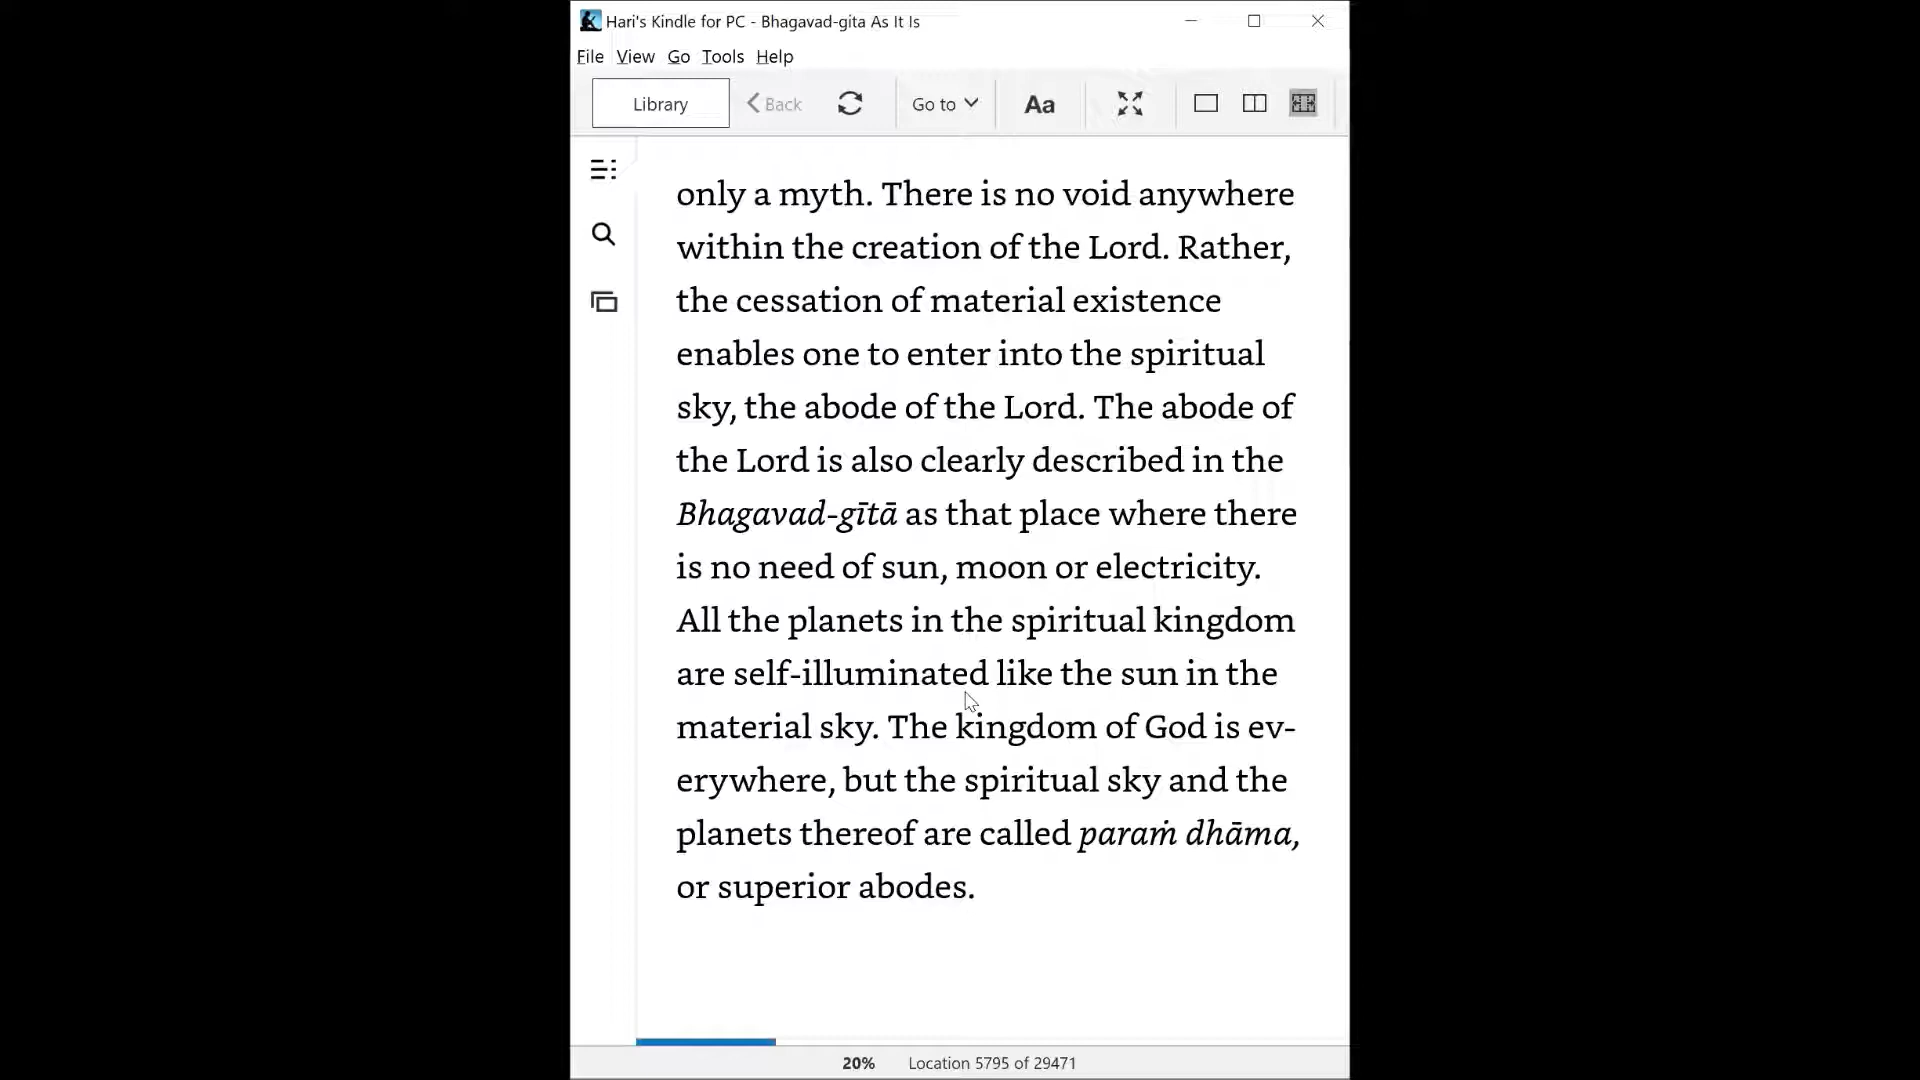 Hari's Kindle for PC - Bhagavad-gita As It Is
File View Go Tools Help
Library Back Go to Aa
only a myth. There is no void anywhere
within the creation of the Lord. Rather,
the cessation of material existence
enables one to enter into the spiritual
sky, the abode of the Lord. The abode of
the Lord is also clearly described in the
Bhagavad-gītā as that place where there
is no need of sun, moon or electricity.
All the planets in the spiritual kingdom
are self-illuminated like the sun in the
material sky. The kingdom of God is ev-
erywhere, but the spiritual sky and the
planets thereof are called paraṁ dhāma,
or superior abodes.
20% Location 5795 of 29471